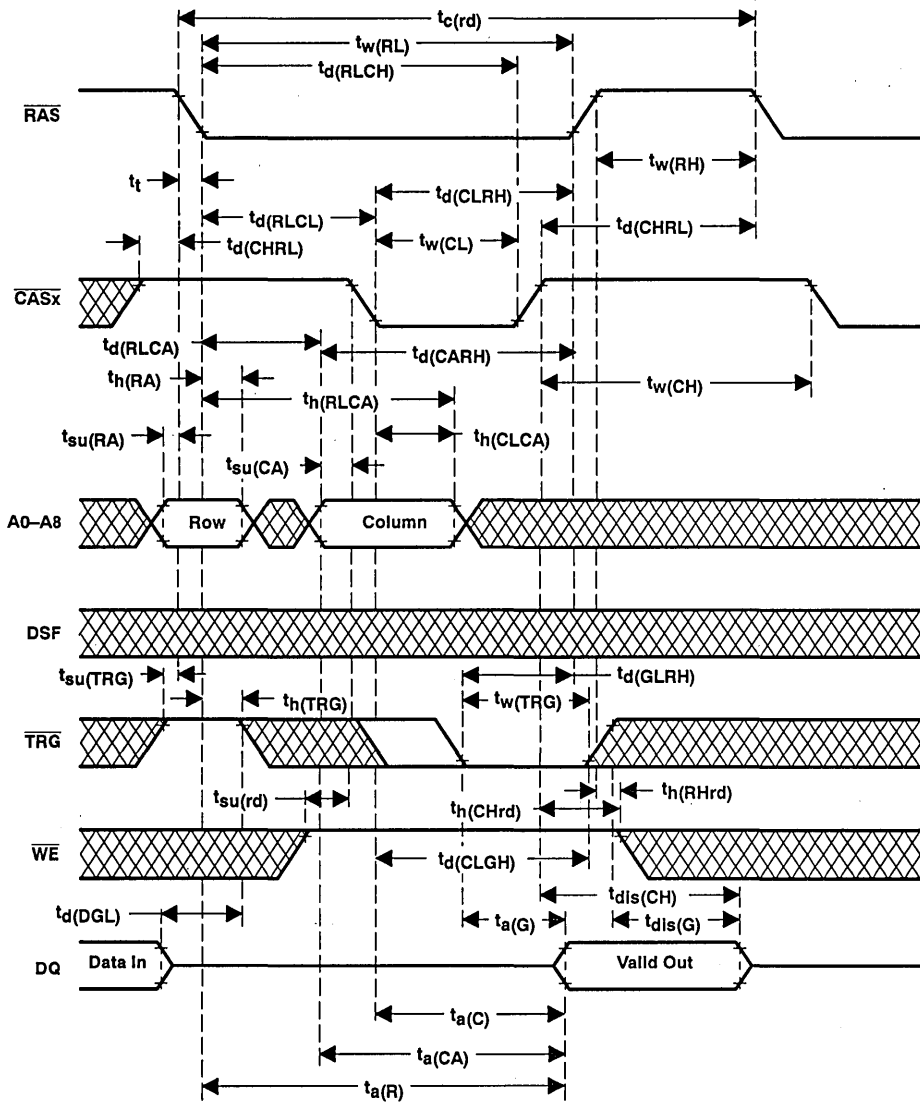 tc(rd)
tw(RL)
td(RLCH)
RAS
tw(RH)
tt
td(CLRH)
td(RLCL)
td(CHRL)
td(CHRL)
tw(CL)
CASx
td(RLCA)
td(CARH)
th(RA)
tw(CH)
th(RLCA)
tsu(RA)
th(CLCA)
tsu(CA)
A0–A8
Row
Column
DSF
tsu(TRG)
td(GLRH)
th(TRG)
tw(TRG)
TRG
tsu(rd)
th(RHrd)
th(CHrd)
WE
td(CLGH)
tdis(CH)
td(DGL)
ta(G)
tdis(G)
DQ
Data In
Valid Out
ta(C)
ta(CA)
ta(R)